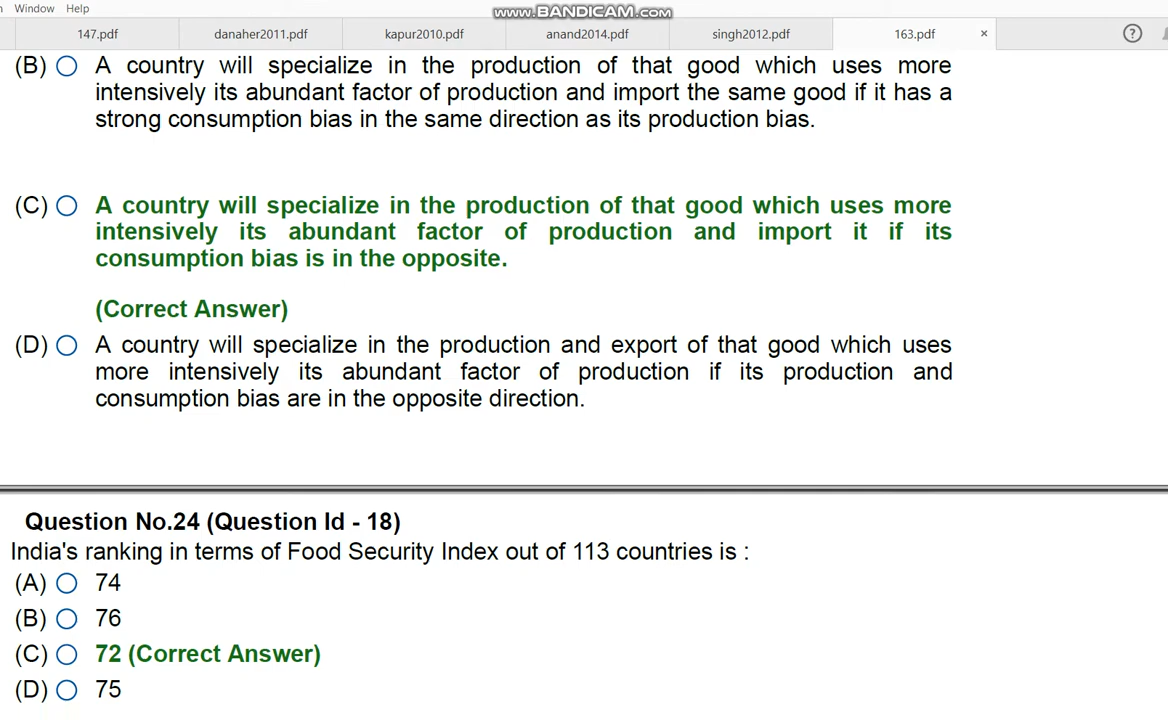 Window Help
www.BANDICAM.com
147.pdf danaher2011.pdf kapur2010.pdf anand2014.pdf singh2012.pdf 163.pdf × ?
(B) A country will specialize in the production of that good which uses more
intensively its abundant factor of production and import the same good if it has a
strong consumption bias in the same direction as its production bias.
(C) A country will specialize in the production of that good which uses more
intensively its abundant factor of production and import it if its
consumption bias is in the opposite.
(Correct Answer)
(D) A country will specialize in the production and export of that good which uses
more intensively its abundant factor of production if its production and
consumption bias are in the opposite direction.
Question No.24 (Question Id - 18)
India's ranking in terms of Food Security Index out of 113 countries is :
(A) 74
(B) 76
(C) 72 (Correct Answer)
(D) 75